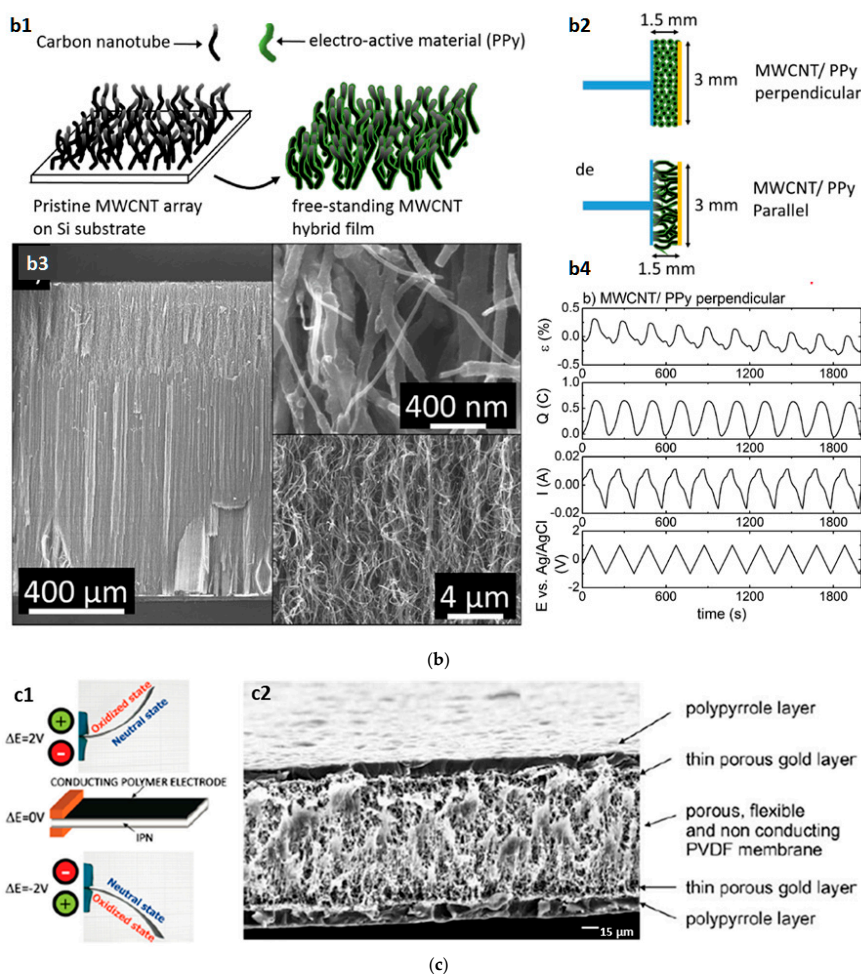 b1
Carbon nanotube
electro-active material (PPy)
Pristine MWCNT array
on Si substrate
free-standing MWCNT
hybrid film
b2
1.5 mm
3 mm
MWCNT/ PPy
perpendicular
de
3 mm
MWCNT/ PPy
Parallel
1.5 mm
b3
400 µm
400 nm
4 µm
b4
b) MWCNT/ PPy perpendicular
ε (%)
0.5
0.0
-0.5
0 600 1200 1800
Q (C)
1.0
0.5
0.0
0 600 1200 1800
I (A)
0.02
0.00
-0.02
0 600 1200 1800
E vs. Ag/AgCl
(V)
2
0
-2
0 600 1200 1800
time (s)
(b)
c1
ΔE=2V
+
-
Oxidized state
Neutral state
CONDUCTING POLYMER ELECTRODE
ΔE=0V
IPN
ΔE=-2V
-
+
Neutral state
Oxidized state
c2
polypyrrole layer
thin porous gold layer
porous, flexible
and non conducting
PVDF membrane
thin porous gold layer
polypyrrole layer
15 µm
(c)